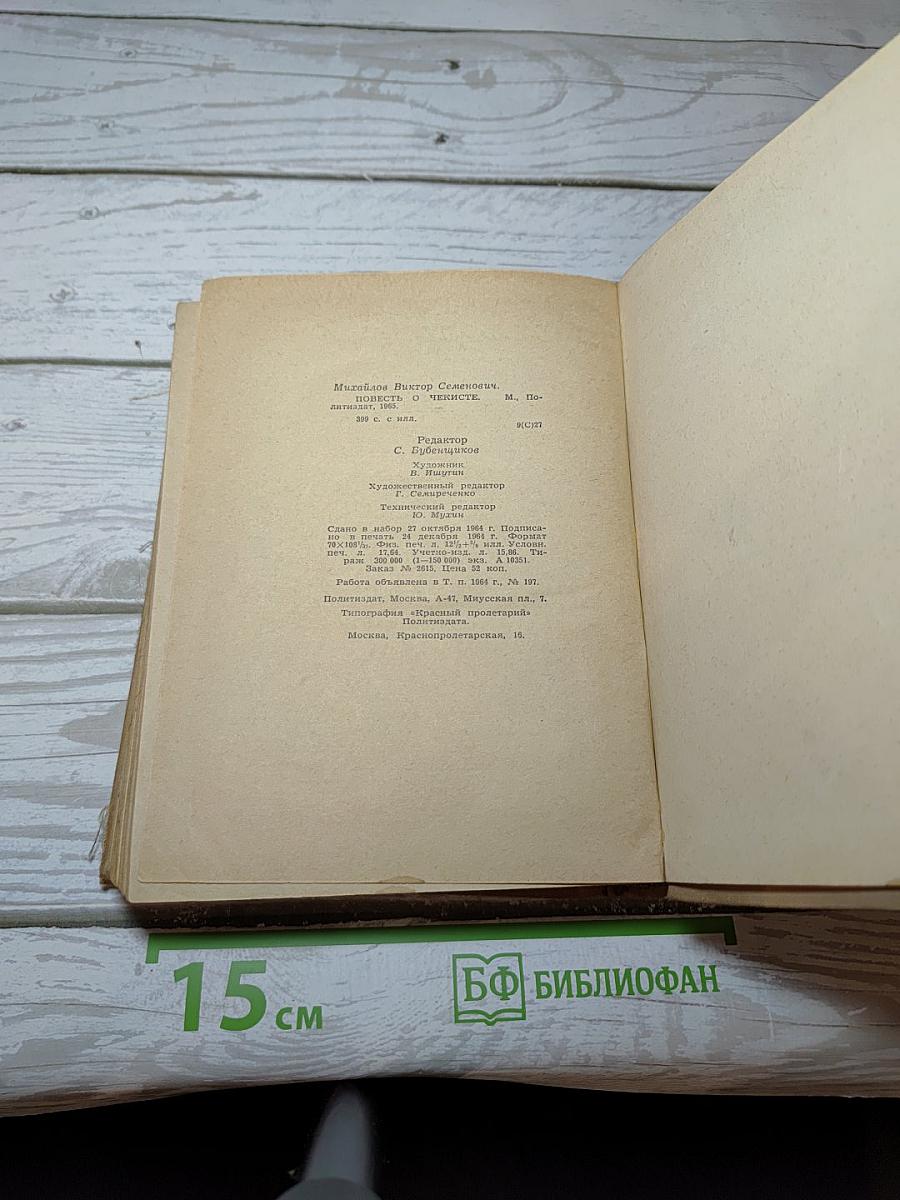 Михайлов Виктор Семенович.
ПОВЕСТЬ О ЧЕКИСТЕ. М., По-
литиздат, 1965.
399 с. с илл.
9(С)27
Редактор
С. Бубенщиков
Художник
В. Ишутин
Художественный редактор
Г. Семиреченко
Технический редактор
Ю. Мухин
Сдано в набор 27 октября 1964 г. Подписа-
но в печать 24 декабря 1964 г. Формат
70×108¹/₃₂. Физ. печ. л. 12¹/₂+³/₈ илл. Условн.
печ. л. 17,64. Учетно-изд. л. 15,86. Ти-
раж 300 000 (1—150 000) экз. А 10351.
Заказ № 2615. Цена 52 коп.
Работа объявлена в Т. п. 1964 г., № 197.
Политиздат, Москва, А-47, Миусская пл., 7.
Типография «Красный пролетарий»
Политиздата.
Москва, Краснопролетарская, 16.
15 см
БФ БИБЛИОФАН